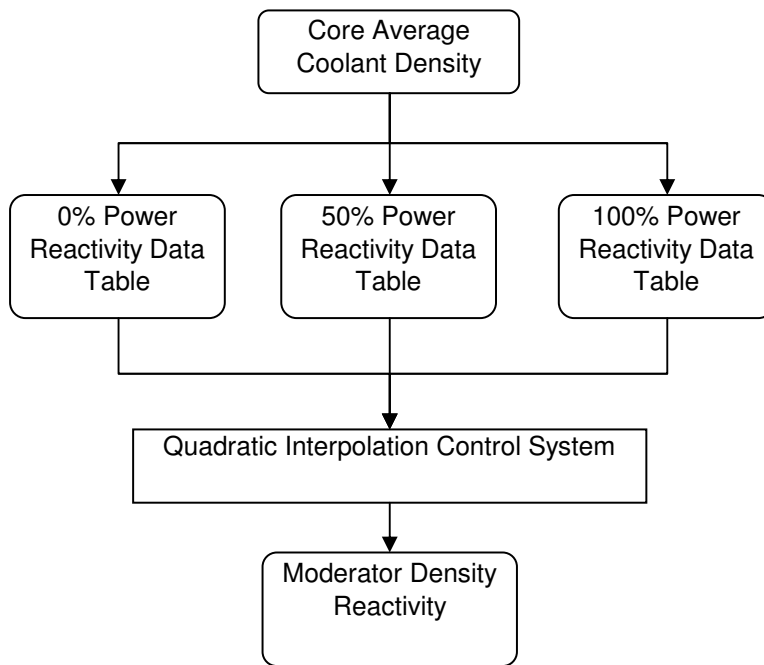 Core Average
Coolant Density
0% Power
Reactivity Data
Table
50% Power
Reactivity Data
Table
100% Power
Reactivity Data
Table
Quadratic Interpolation Control System
Moderator Density
Reactivity